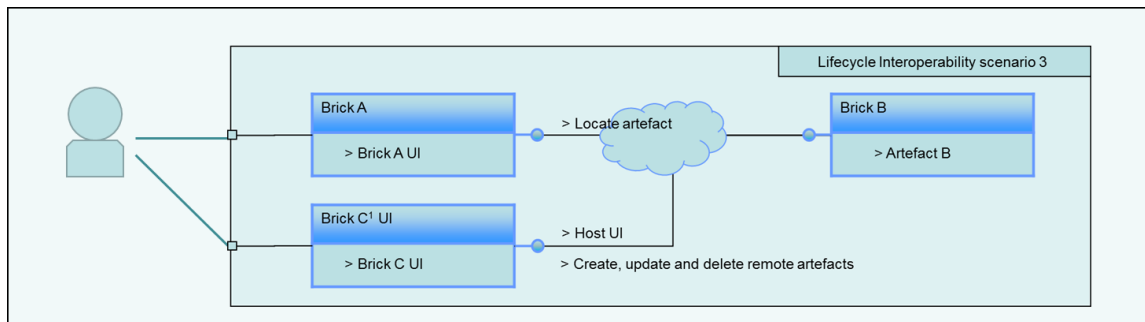 Lifecycle Interoperability scenario 3
Brick A
> Brick A UI
> Locate artefact
Brick B
> Artefact B
Brick C¹ UI
> Brick C UI
> Host UI
> Create, update and delete remote artefacts